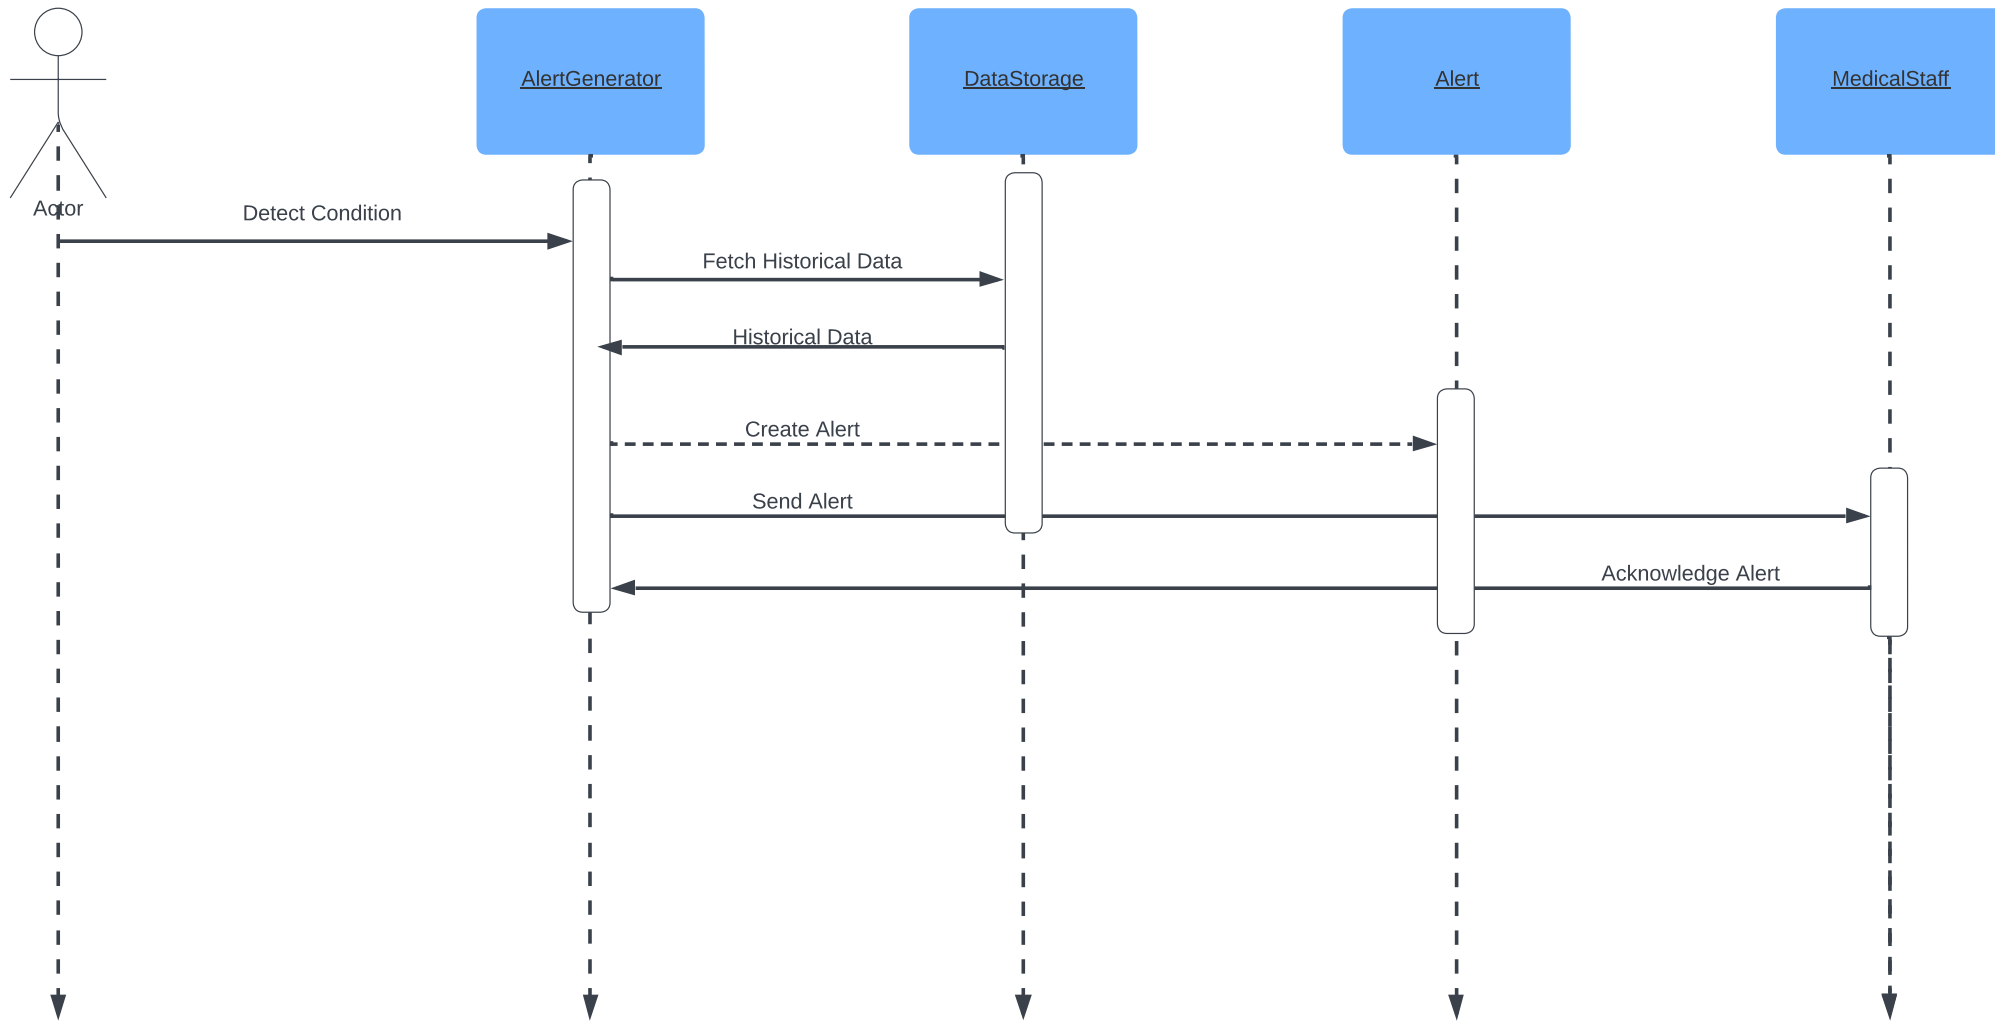 AlertGenerator
DataStorage
Alert
MedicalStaff
Actor
Detect Condition
Fetch Historical Data
Historical Data
Create Alert
Send Alert
Acknowledge Alert